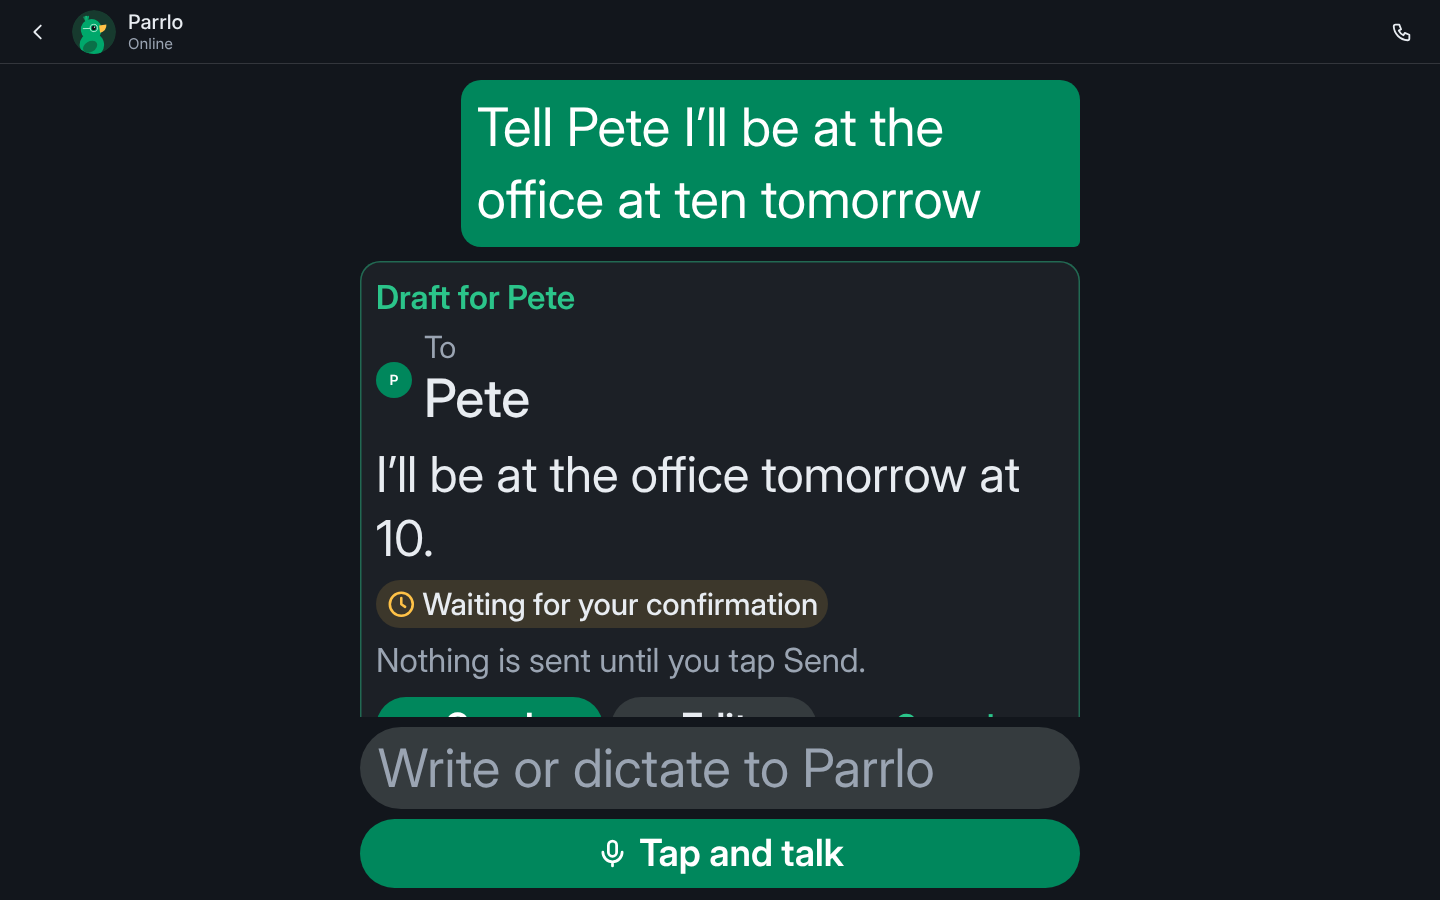 Parrlo
Online
Tell Pete I’ll be at the
office at ten tomorrow
Draft for Pete
To
P
Pete
I’ll be at the office tomorrow at
10.
Waiting for your confirmation
Nothing is sent until you tap Send.
Write or dictate to Parrlo
Tap and talk